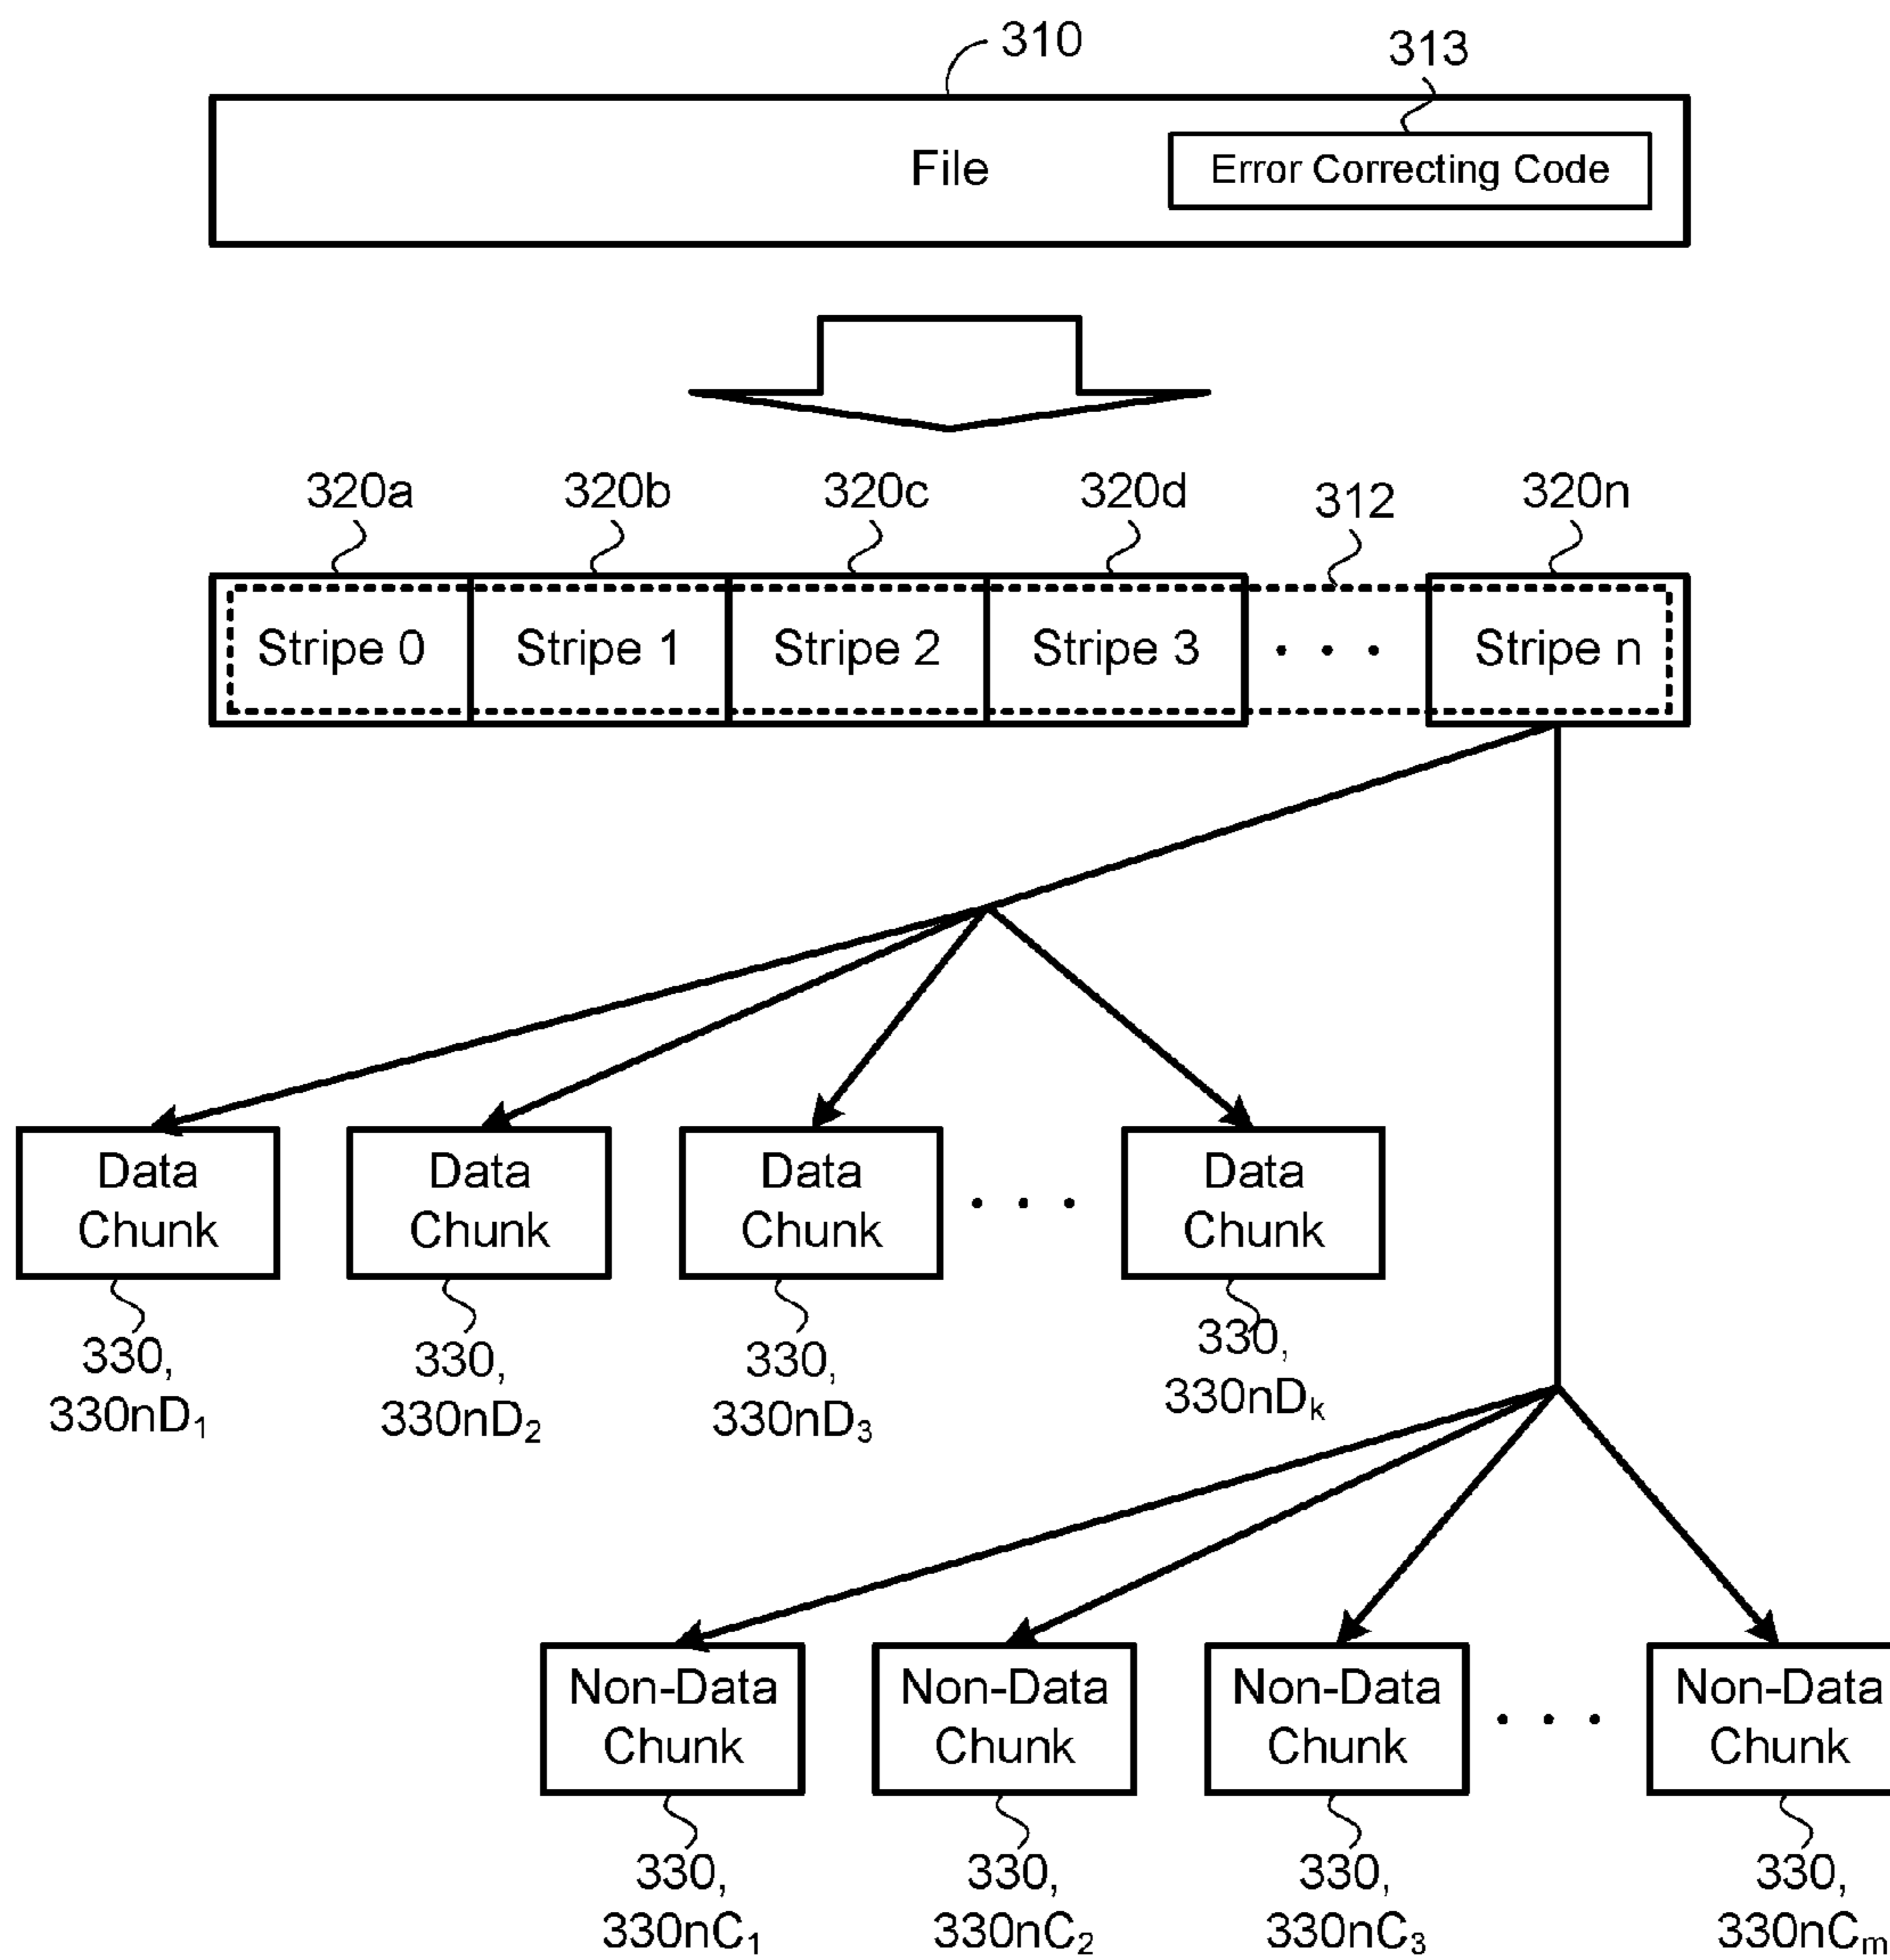 310
313
File
Error Correcting Code
320a 320b 320c 320d 312 320n
Stripe 0 Stripe 1 Stripe 2 Stripe 3 . . . Stripe n
Data Chunk
Data Chunk
Data Chunk
. . .
Data Chunk
330, 330nD₁
330, 330nD₂
330, 330nD₃
330, 330nDₖ
Non-Data Chunk
Non-Data Chunk
Non-Data Chunk
. . .
Non-Data Chunk
330, 330nC₁
330, 330nC₂
330, 330nC₃
330, 330nCₘ